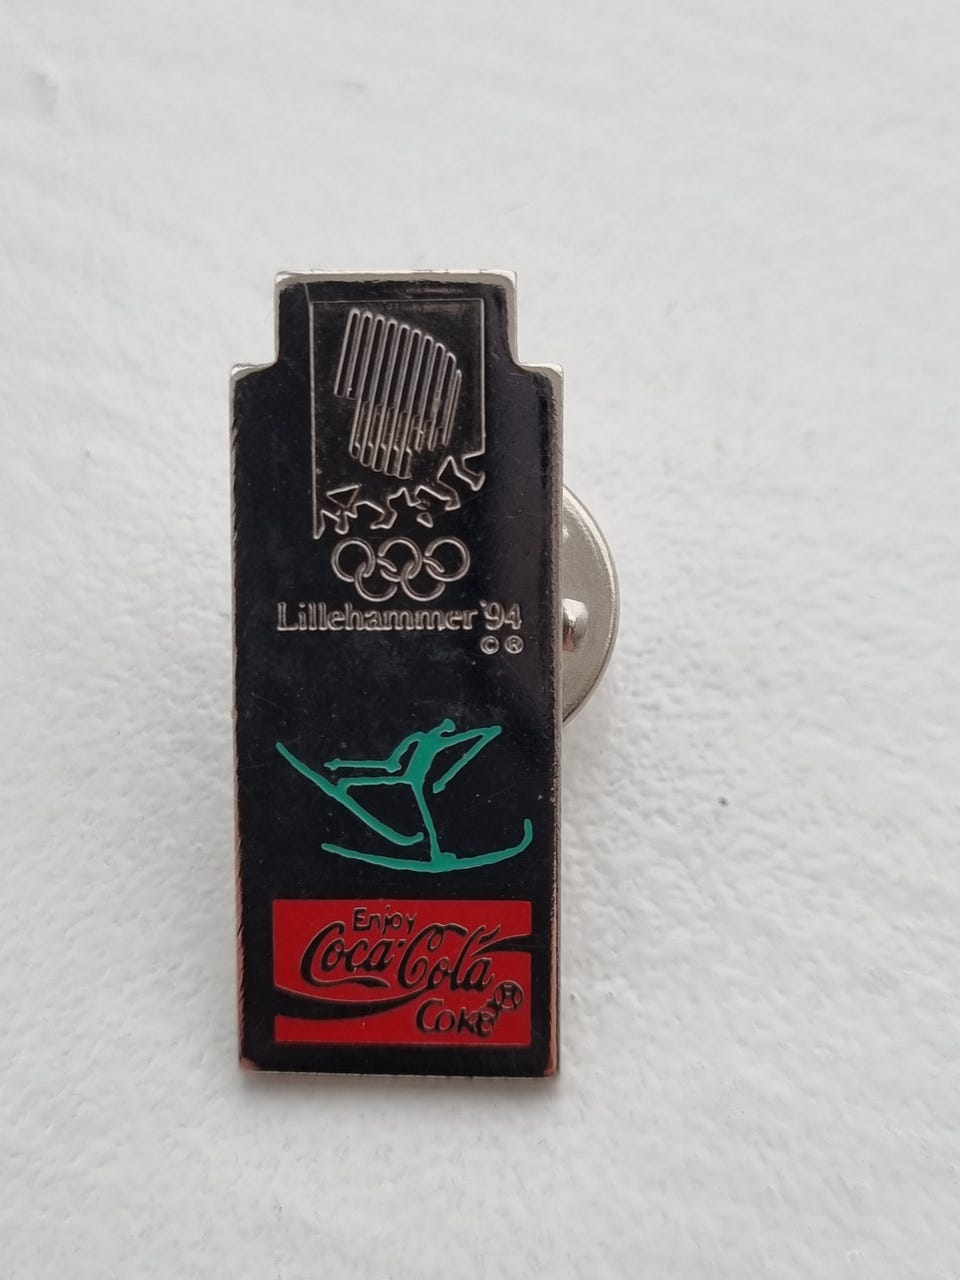 Lillehammer '94
© ®
Enjoy
Coca-Cola
Coke ®